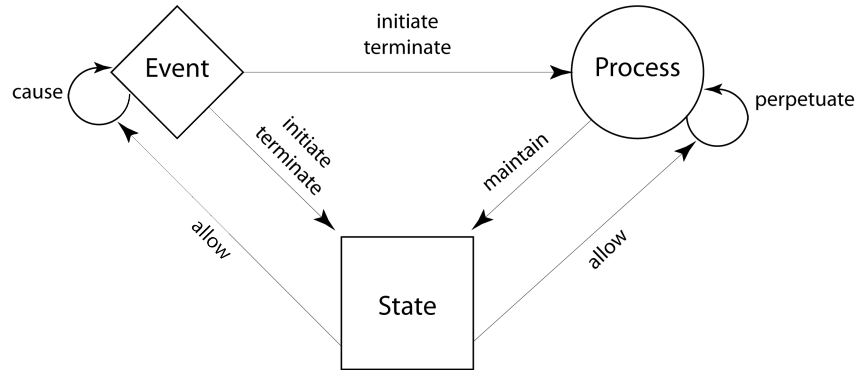 initiate
terminate
Event
Process
cause
perpetuate
initiate
terminate
maintain
allow
allow
State